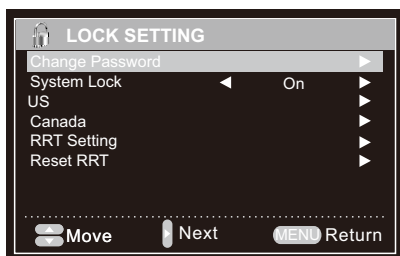 LOCK SETTING
Change Password
System Lock On
US
Canada
RRT Setting
Reset RRT
Move Next MENU Return